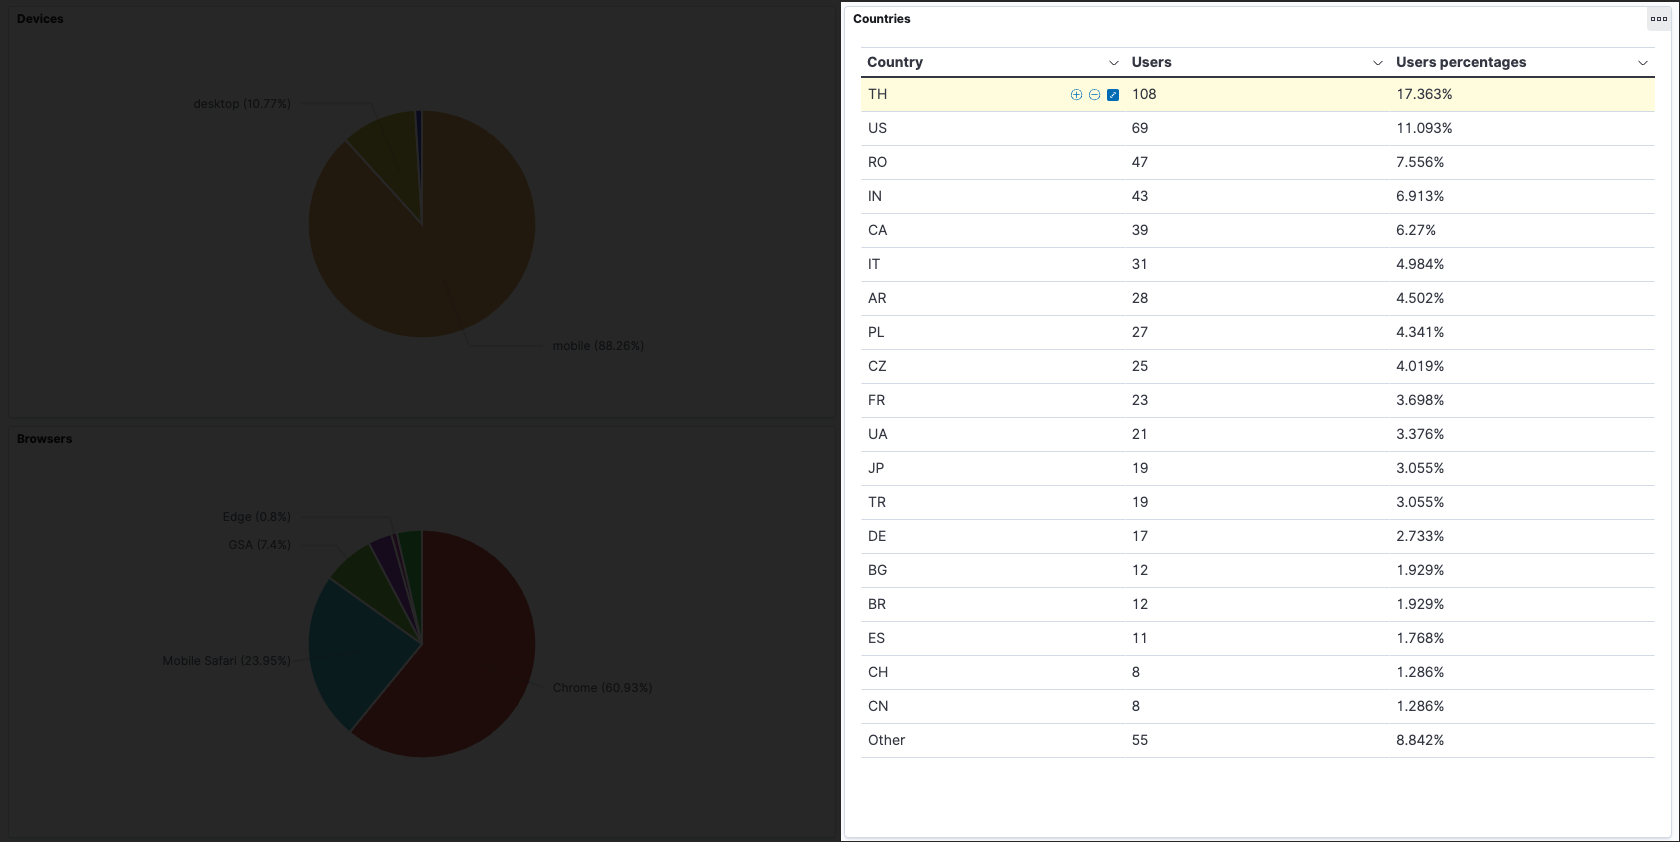 Devices
desktop (10.77%)
mobile (88.26%)
Browsers
Edge (0.8%)
GSA (7.4%)
Mobile Safari (23.95%)
Chrome (60.93%)
Countries
Country Users Users percentages
TH 108 17.363%
US 69 11.093%
RO 47 7.556%
IN 43 6.913%
CA 39 6.27%
IT 31 4.984%
AR 28 4.502%
PL 27 4.341%
CZ 25 4.019%
FR 23 3.698%
UA 21 3.376%
JP 19 3.055%
TR 19 3.055%
DE 17 2.733%
BG 12 1.929%
BR 12 1.929%
ES 11 1.768%
CH 8 1.286%
CN 8 1.286%
Other 55 8.842%